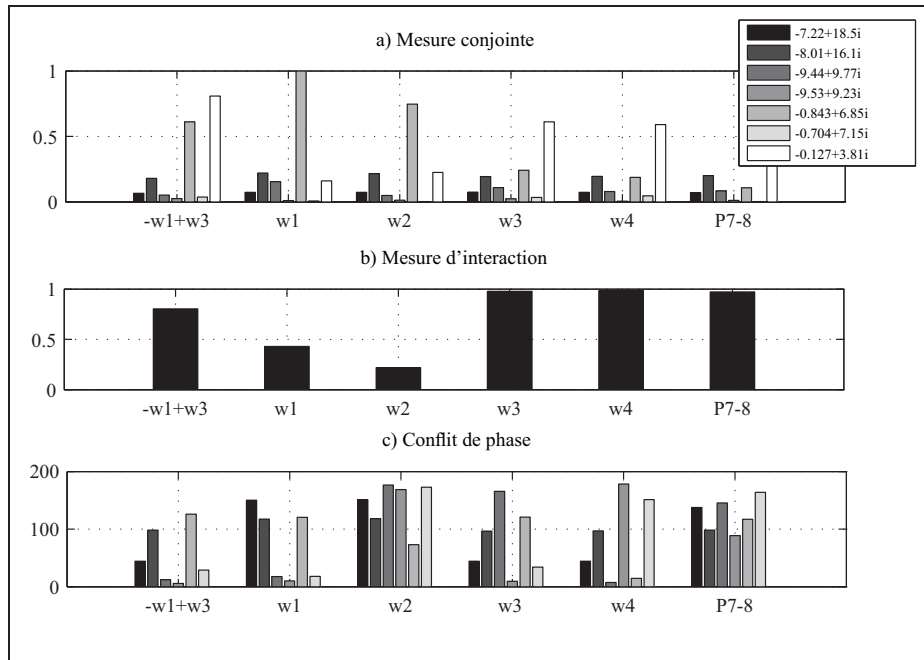 a) Mesure conjointe
-7.22+18.5i
-8.01+16.1i
-9.44+9.77i
-9.53+9.23i
-0.843+6.85i
-0.704+7.15i
-0.127+3.81i
1
0.5
0
-w1+w3 w1 w2 w3 w4 P7-8
b) Mesure d'interaction
1
0.5
0
-w1+w3 w1 w2 w3 w4 P7-8
c) Conflit de phase
200
100
0
-w1+w3 w1 w2 w3 w4 P7-8